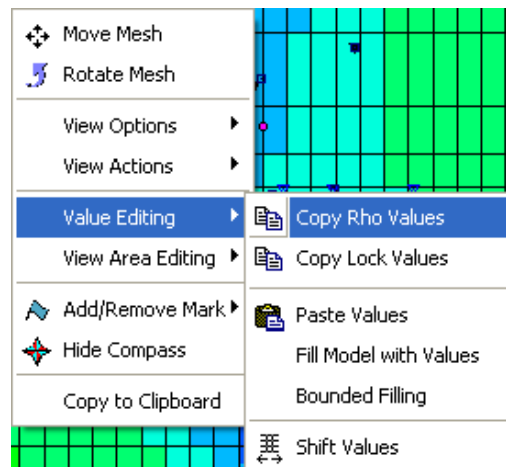 Move Mesh
Rotate Mesh
View Options
View Actions
Value Editing
View Area Editing
Add/Remove Mark
Hide Compass
Copy to Clipboard
Copy Rho Values
Copy Lock Values
Paste Values
Fill Model with Values
Bounded Filling
Shift Values